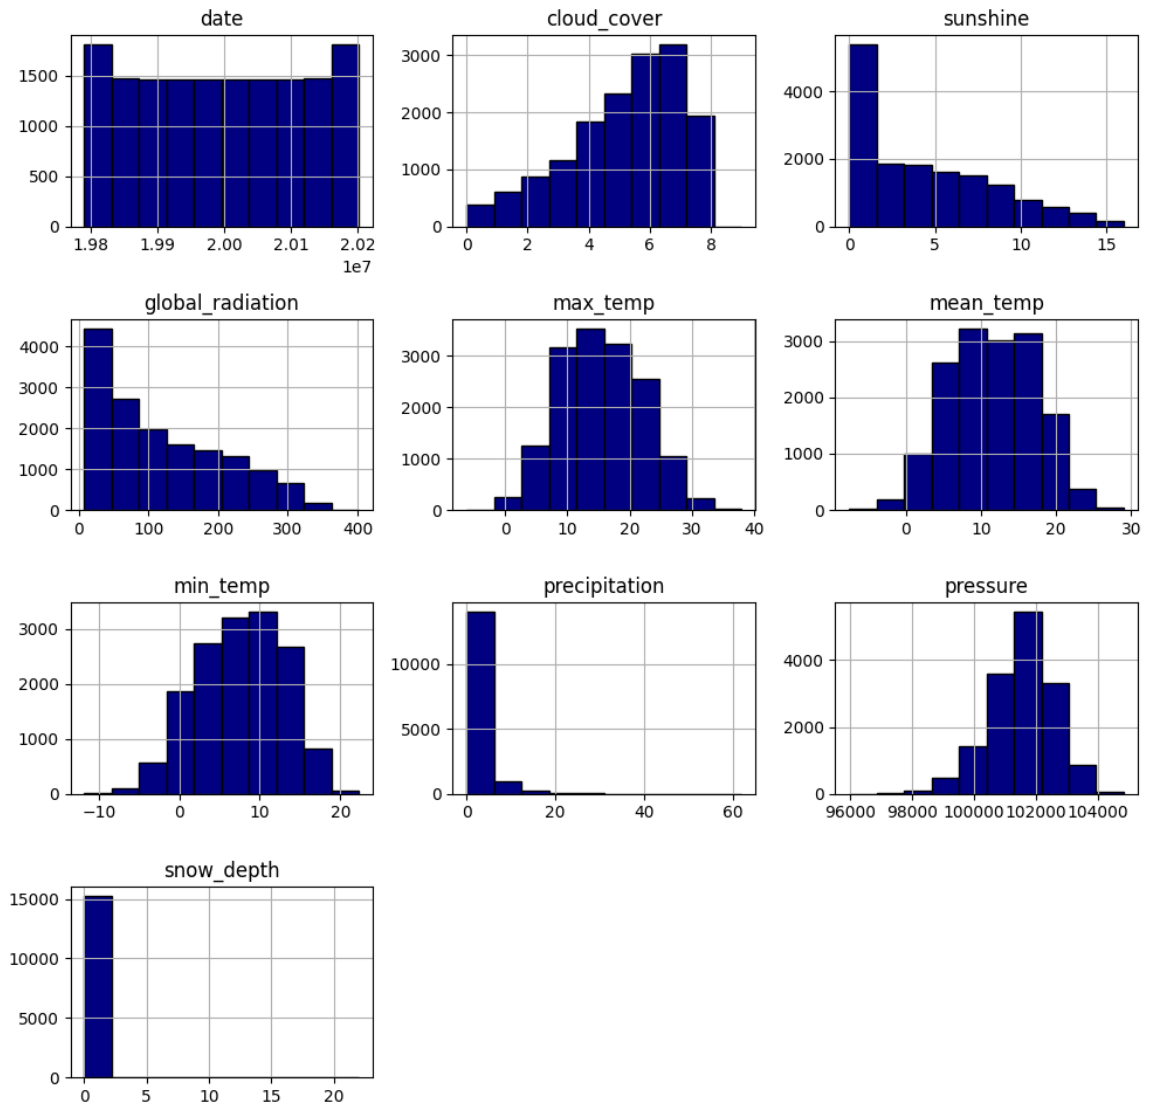 date
1500
1000
500
0
1.98 1.99 2.00 2.01 2.02
1e7
cloud_cover
3000
2000
1000
0
0 2 4 6 8
sunshine
4000
2000
0
0 5 10 15
global_radiation
4000
3000
2000
1000
0
0 100 200 300 400
max_temp
3000
2000
1000
0
0 10 20 30 40
mean_temp
3000
2000
1000
0
0 10 20 30
min_temp
3000
2000
1000
0
−10 0 10 20
precipitation
10000
5000
0
0 20 40 60
pressure
4000
2000
0
96000 98000 100000 102000 104000
snow_depth
15000
10000
5000
0
0 5 10 15 20